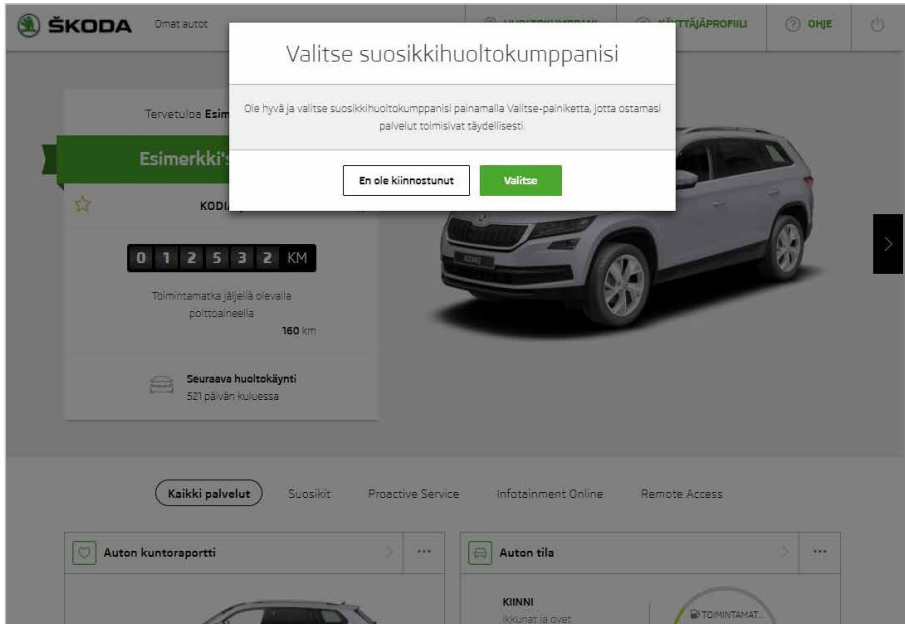 ŠKODA
Omat autot
KÄYTTÄJÄPROFIILI
OHJE
Valitse suosikkihuoltokumppanisi
Ole hyvä ja valitse suosikkihuoltokumppanisi painamalla Valitse-painiketta, jotta ostamasi
palvelut toimisivat täydellisesti.
En ole kiinnostunut
Valitse
Tervetuloa Esim
Esimerkki's
KODI
0 1 2 5 3 2 KM
Toimintamatka jäljellä olevalla
polttoaineella
160 km
Seuraava huoltokäynti
521 päivän kuluessa
KODIAQ
Kaikki palvelut
Suosikit
Proactive Service
Infotainment Online
Remote Access
Auton kuntoraportti
Auton tila
KIINNI
Ikkunat ja ovet
TOIMINTAMAT...